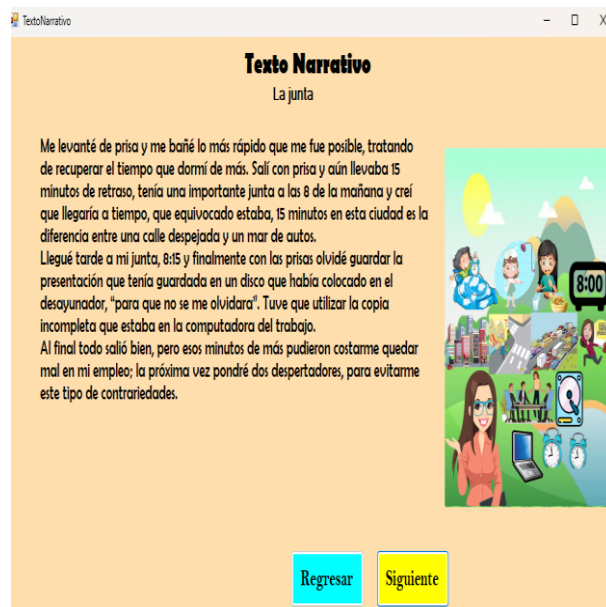 TextoNarrativo
Texto Narrativo
La junta
Me levanté de prisa y me bañé lo más rápido que me fue posible, tratando
de recuperar el tiempo que dormí de más. Salí con prisa y aún llevaba 15
minutos de retraso, tenía una importante junta a las 8 de la mañana y creí
que llegaría a tiempo, que equivocado estaba, 15 minutos en esta ciudad es la
diferencia entre una calle despejada y un mar de autos.
Llegué tarde a mi junta, 8:15 y finalmente con las prisas olvidé guardar la
presentación que tenía guardada en un disco que había colocado en el
desayunador, “para que no se me olvidara”. Tuve que utilizar la copia
incompleta que estaba en la computadora del trabajo.
Al final todo salió bien, pero esos minutos de más pudieron costarme quedar
mal en mi empleo; la próxima vez pondré dos despertadores, para evitarme
este tipo de contrariedades.
8:00
Regresar
Siguiente